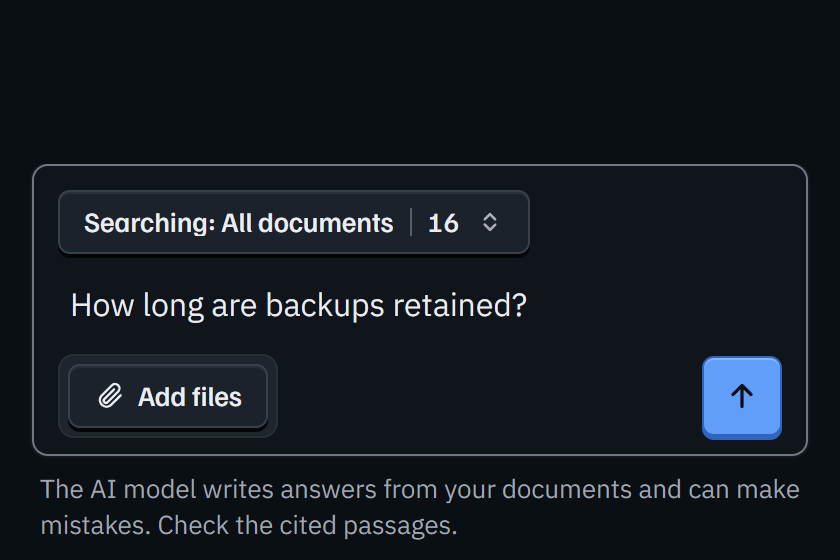 Searching: All documents 16
How long are backups retained?
Add files
The AI model writes answers from your documents and can make
mistakes. Check the cited passages.